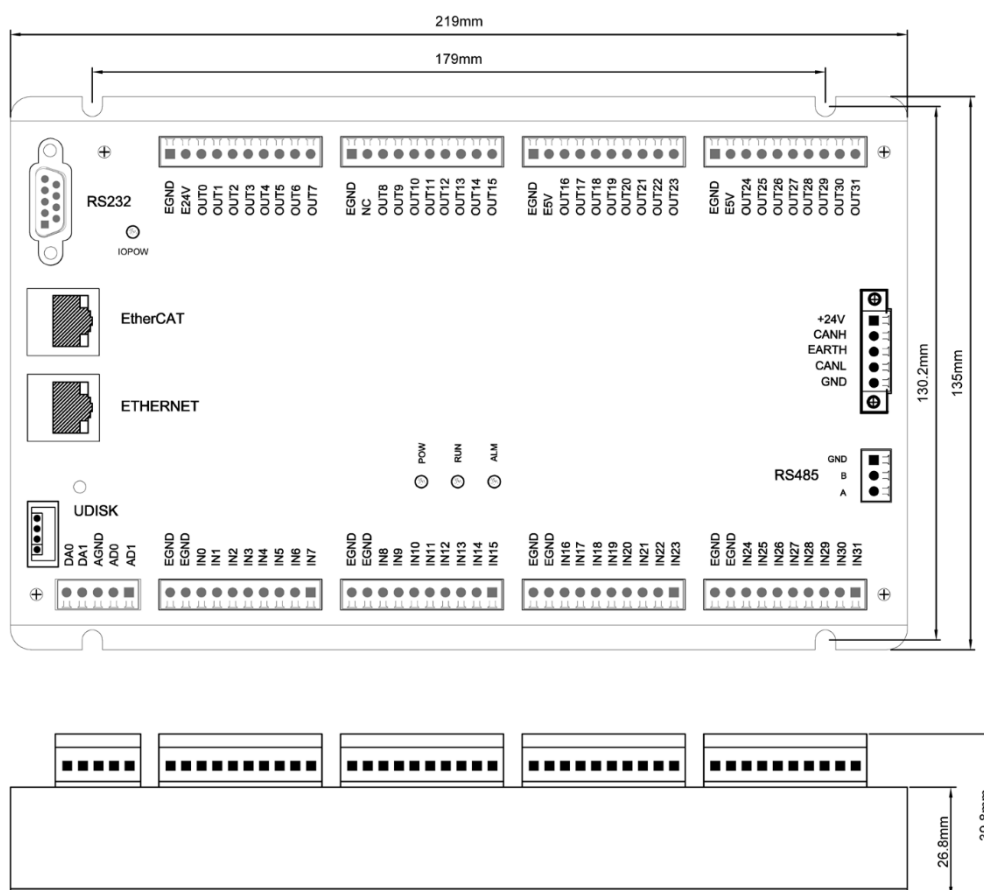 219mm
179mm
RS232
IOPOW
EGND
E24V
OUT0
OUT1
OUT2
OUT3
OUT4
OUT5
OUT6
OUT7
EGND
NC
OUT8
OUT9
OUT10
OUT11
OUT12
OUT13
OUT14
OUT15
EGND
E5V
OUT16
OUT17
OUT18
OUT19
OUT20
OUT21
OUT22
OUT23
EGND
E5V
OUT24
OUT25
OUT26
OUT27
OUT28
OUT29
OUT30
OUT31
EtherCAT
+24V
CANH
EARTH
CANL
GND
130.2mm
135mm
ETHERNET
POW
RUN
ALM
RS485
GND
B
A
UDISK
DA0
DA1
AGND
AD0
AD1
EGND
EGND
IN0
IN1
IN2
IN3
IN4
IN5
IN6
IN7
EGND
EGND
IN8
IN9
IN10
IN11
IN12
IN13
IN14
IN15
EGND
EGND
IN16
IN17
IN18
IN19
IN20
IN21
IN22
IN23
EGND
EGND
IN24
IN25
IN26
IN27
IN28
IN29
IN30
IN31
26.8mm